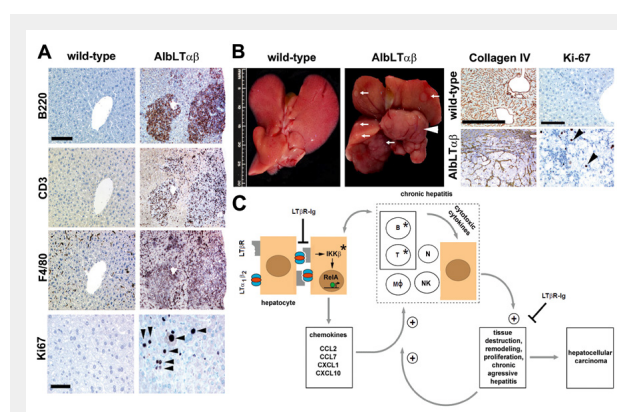 A
wild-type AlbLTαβ
B220
CD3
F4/80
Ki67
B
wild-type AlbLTαβ
Collagen IV Ki-67
wild-type
AlbLTαβ
C
chronic hepatitis
LTβR-Ig
LTβR
LTα₁β₂
IKKβ *
RelA
hepatocyte
B *
T *
N
MΦ
NK
cytotoxic
cytokines
chemokines
CCL2
CCL7
CXCL1
CXCL10
+
+
+
LTβR-Ig
tissue
destruction,
remodeling,
proliferation,
chronic
agressive
hepatitis
hepatocellular
carcinoma